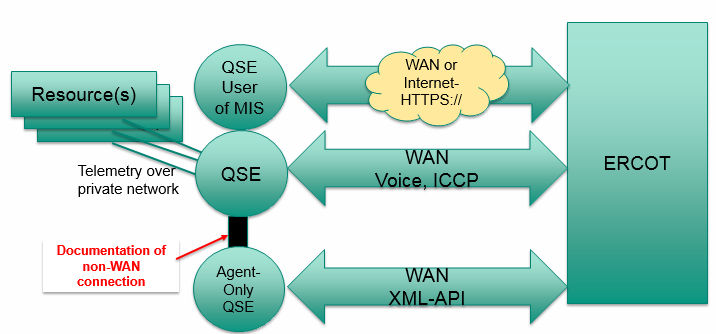 QSE
User
of MIS
WAN or
Internet-
HTTPS://
Resource(s)
ERCOT
Telemetry over
private network
QSE
WAN
Voice, ICCP
Documentation of
non-WAN
connection
Agent-
Only
QSE
WAN
XML-API